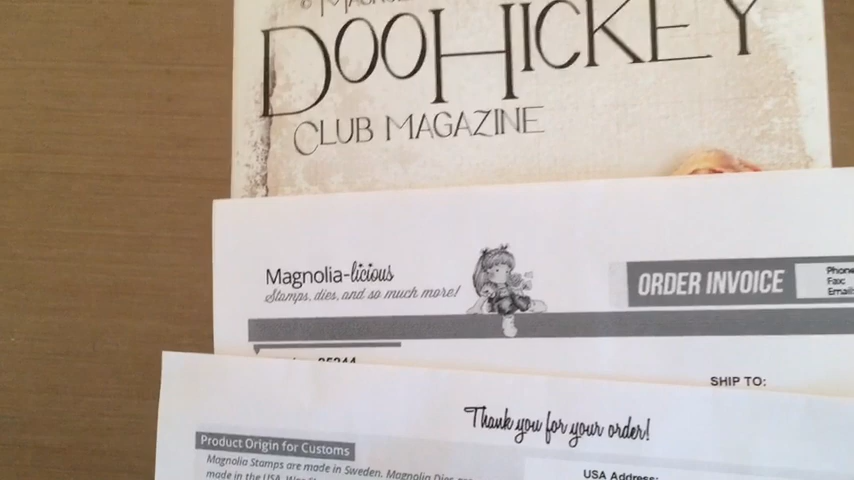 DOOHICKEY
CLUB MAGAZINE
Magnolia-licious
Stamps, dies, and so much more!
ORDER INVOICE
Phone
Fax:
Email:
SHIP TO:
Thank you for your order!
Product Origin for Customs
Magnolia Stamps are made in Sweden. Magnolia Dies are
made in the USA.
USA Address: